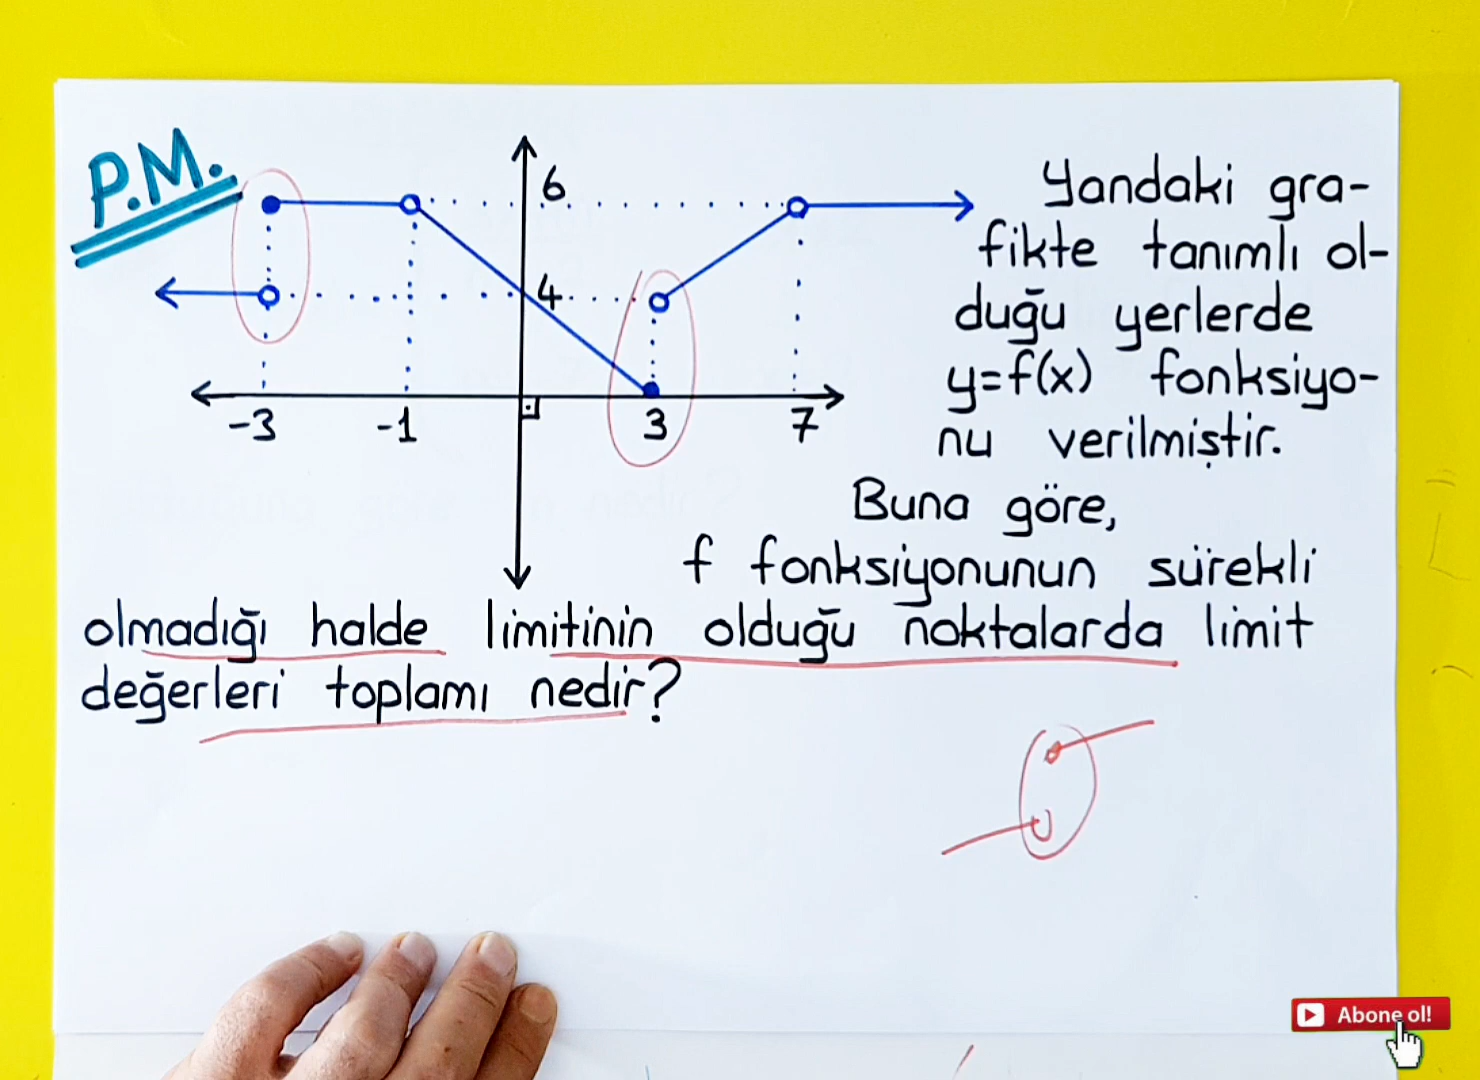 P.M.
6
4
-3 -1 3 7
Yandaki gra-
fikte tanımlı ol-
duğu yerlerde
y=f(x) fonksiyo-
nu verilmiştir.
Buna göre,
f fonksiyonunun sürekli
olmadığı halde limitinin olduğu noktalarda limit
değerleri toplamı nedir?
Abone ol!